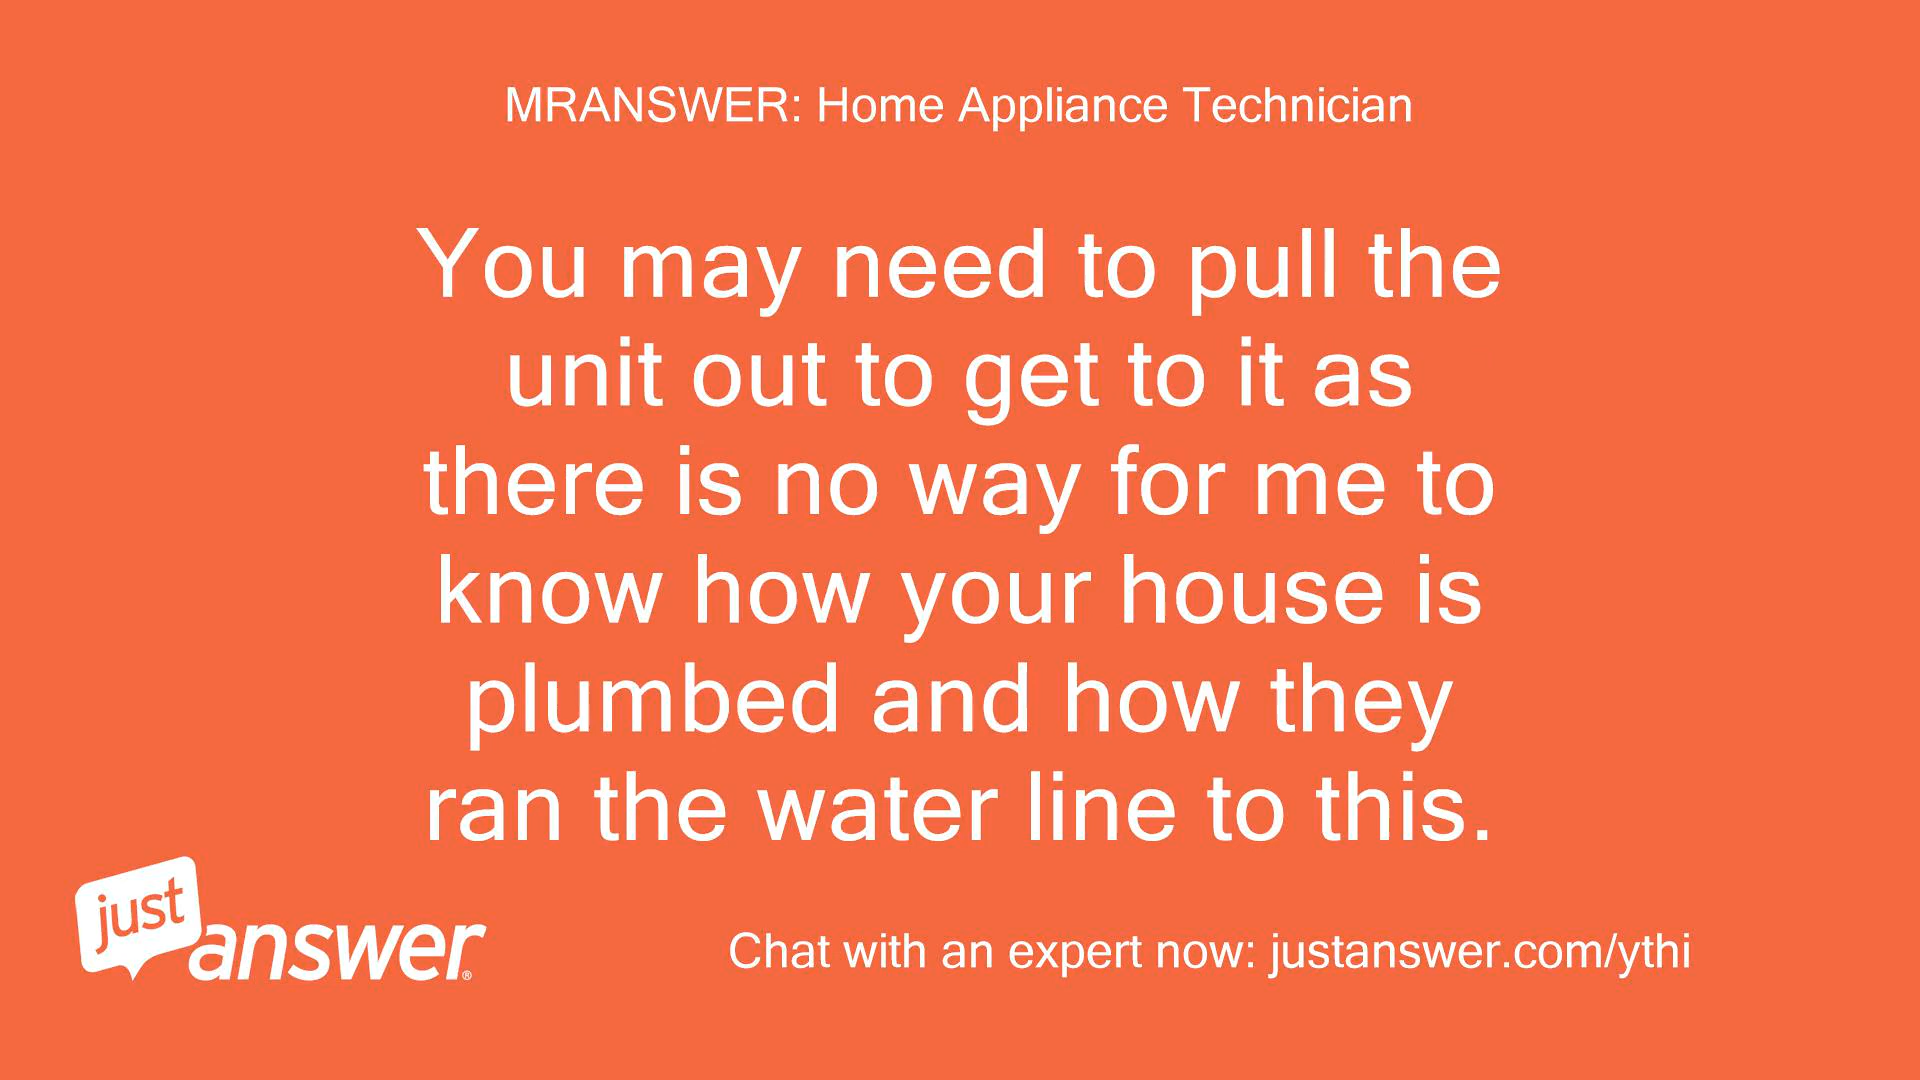 MRANSWER: Home Appliance Technician
You may need to pull the
unit out to get to it as
there is no way for me to
know how your house is
plumbed and how they
ran the water line to this.
just
answer®
Chat with an expert now: justanswer.com/ythi